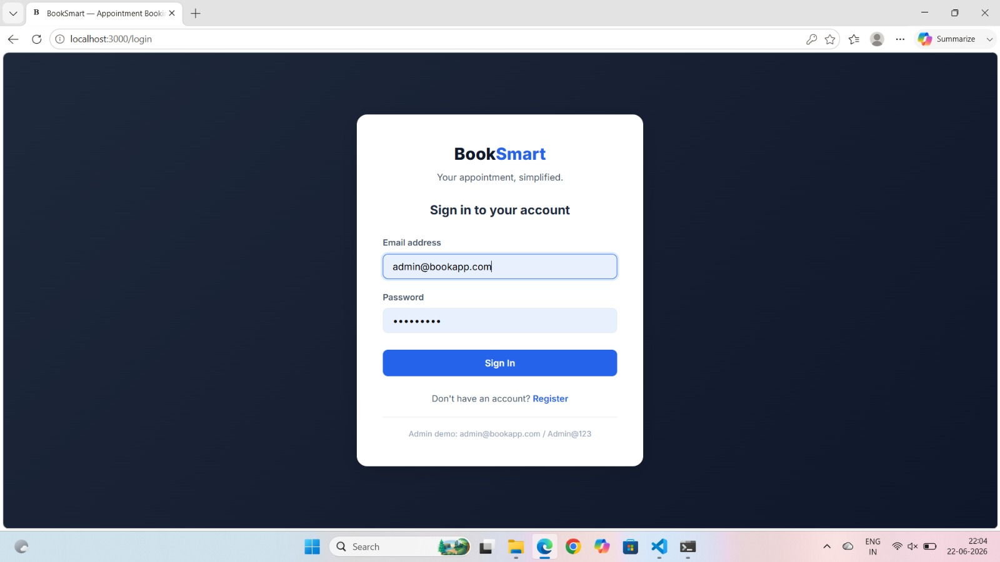 B BookSmart — Appointment Booki
localhost:3000/login
Summarize
BookSmart
Your appointment, simplified.
Sign in to your account
Email address
admin@bookapp.com
Password
•••••••••
Sign In
Don't have an account? Register
Admin demo: admin@bookapp.com / Admin@123
Search
ENG
IN
22:04
22-06-2026